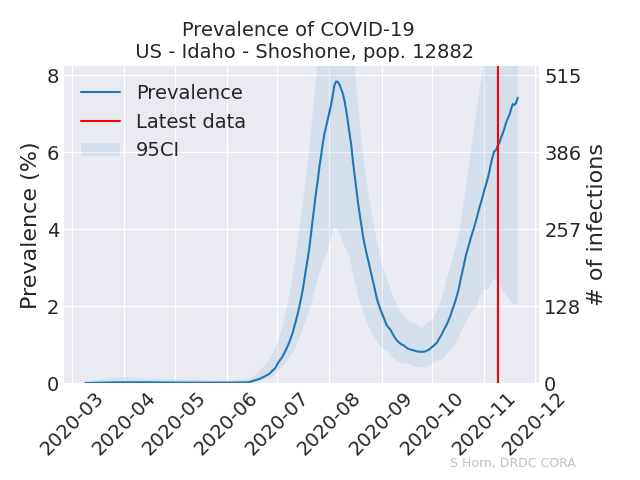 Prevalence of COVID-19
US - Idaho - Shoshone, pop. 12882
Prevalence
Latest data
95CI
Prevalence (%)
8
6
4
2
0
515
386
257
128
0
# of infections
2020-03
2020-04
2020-05
2020-06
2020-07
2020-08
2020-09
2020-10
2020-11
2020-12
S Horn, DRDC CORA